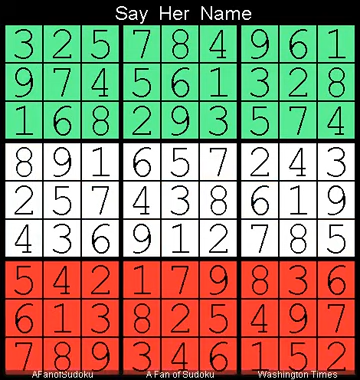 Say Her Name
3 2 5 7 8 4 9 6 1
9 7 4 5 6 1 3 2 8
1 6 8 2 9 3 5 7 4
8 9 1 6 5 7 2 4 3
2 5 7 4 3 8 6 1 9
4 3 6 9 1 2 7 8 5
5 4 2 1 7 9 8 3 6
6 1 3 8 2 5 4 9 7
7 8 9 3 4 6 1 5 2
AFanofSudoku A Fan of Sudoku Washington Times